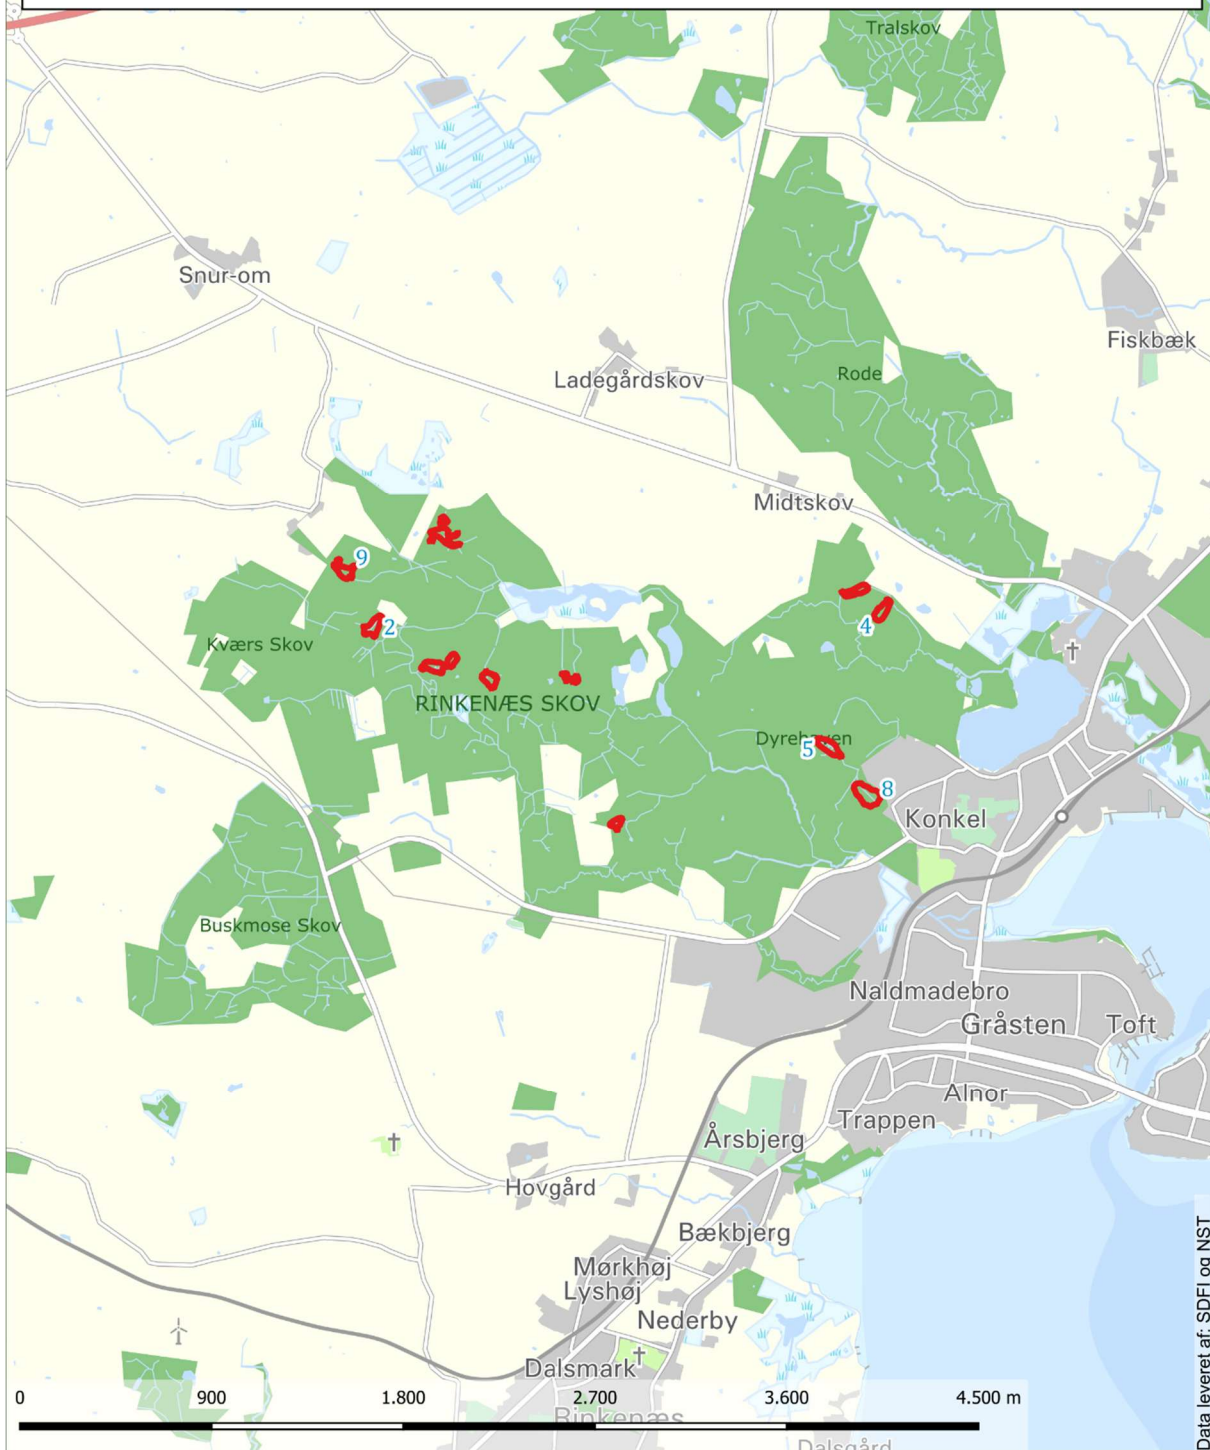 Tralskov
Snur-om
Fiskbæk
Rode
Ladegårdskov
Midtskov
9
2
4
Kværs Skov
RINKENÆS SKOV
Dyrehaven
5
8
Konkel
Buskmose Skov
Naldmadebro
Gråsten
Toft
Alnor
Trappen
Årsbjerg
Hovgård
Bækbjerg
Mørkhøj
Lyshøj
Nederby
Dalsmark
0 900 1.800 2.700 3.600 4.500 m
Rinkenæs
Dalsgård
Data leveret af: SDFI og NST